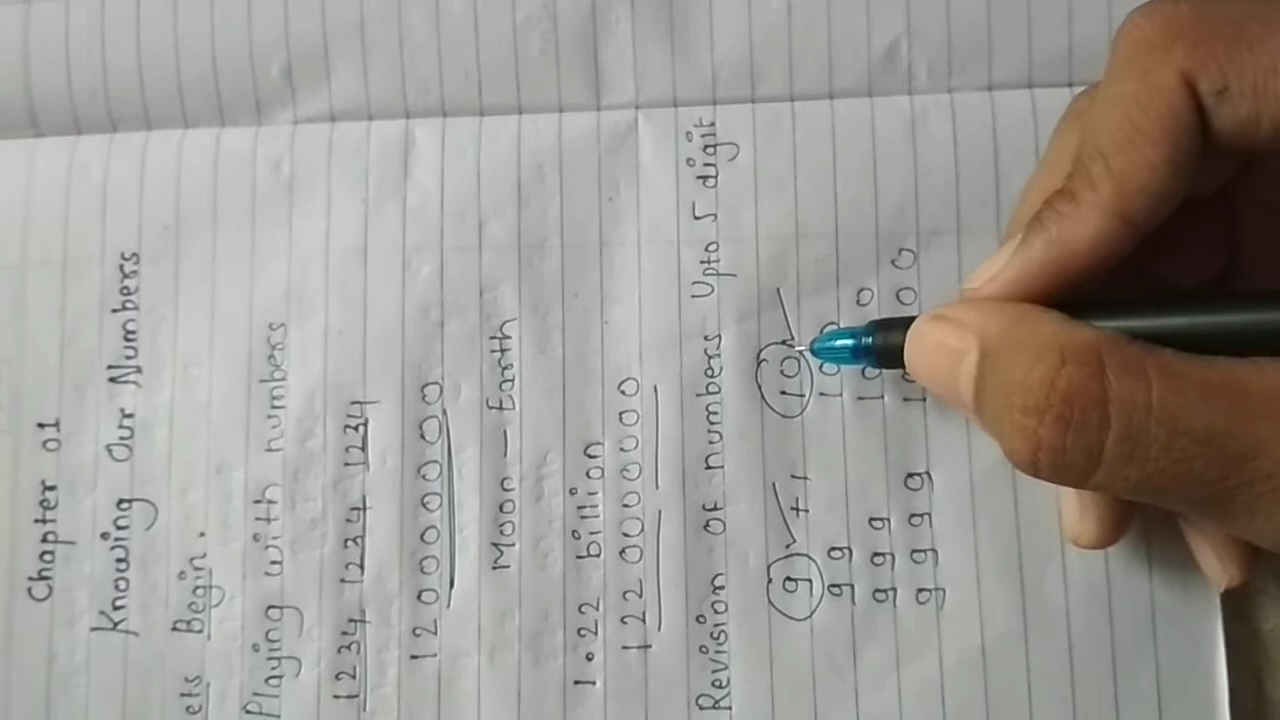 Chapter 01
Knowing Our Numbers
ets Begin.
Playing with numbers
1234 1234 1234
1200000000
Moon - Earth
1.22 billion
1220000000
Revision of numbers Upto 5 digit
9 + 1 10
99 100
999
9999